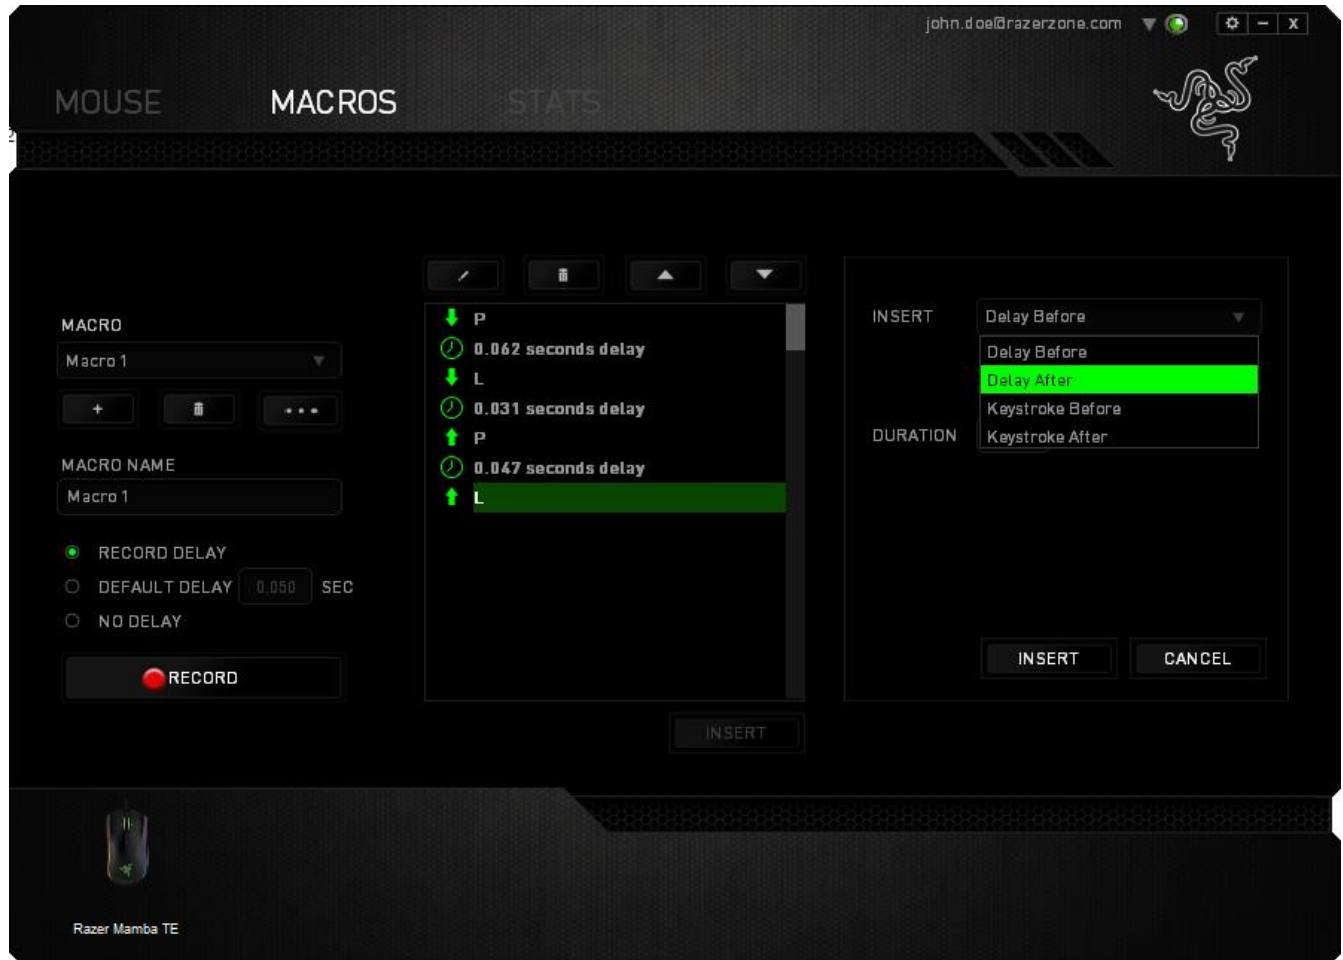 john.doe@razerzone.com
MOUSE
MACROS
STATS
2
MACRO
Macro 1
MACRO NAME
Macro 1
RECORD DELAY
DEFAULT DELAY 0.050 SEC
NO DELAY
RECORD
P
0.062 seconds delay
L
0.031 seconds delay
P
0.047 seconds delay
L
INSERT
INSERT Delay Before
Delay Before
Delay After
Keystroke Before
Keystroke After
DURATION
INSERT
CANCEL
Razer Mamba TE